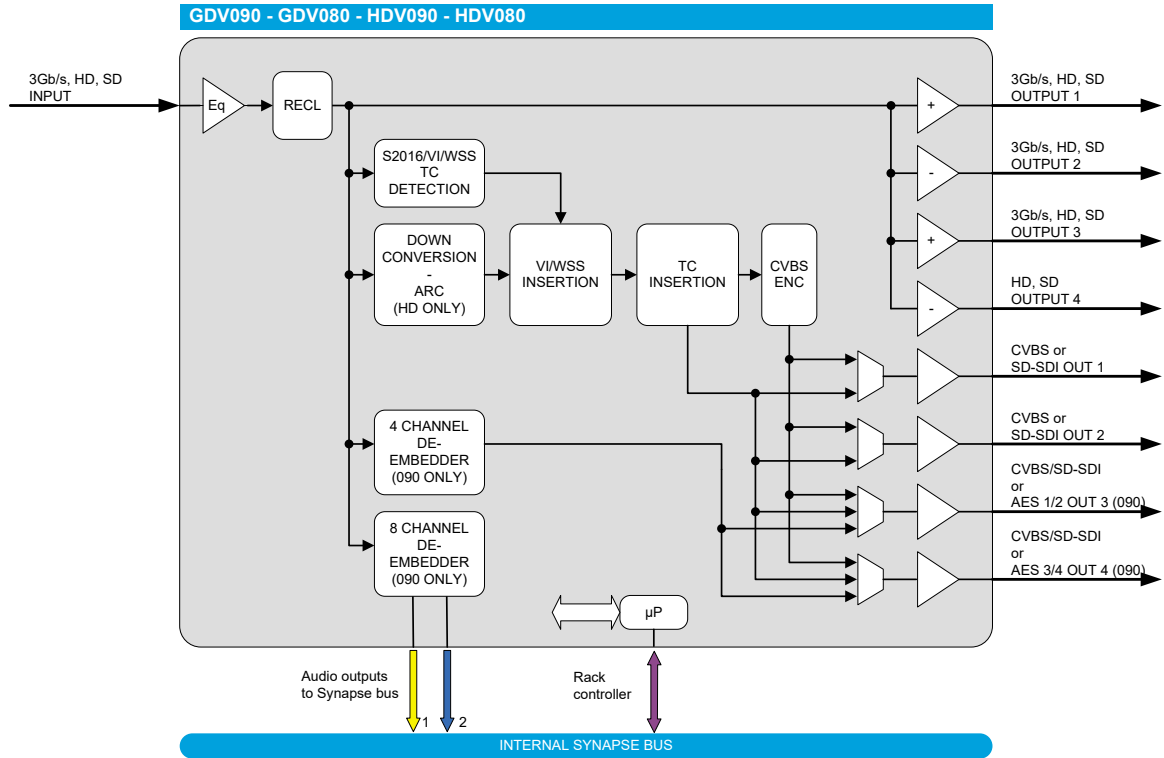 GDV090 - GDV080 - HDV090 - HDV080
3Gb/s, HD, SD
INPUT
Eq
RECL
+
3Gb/s, HD, SD
OUTPUT 1
S2016/VI/WSS
TC
DETECTION
-
3Gb/s, HD, SD
OUTPUT 2
DOWN
CONVERSION
-
ARC
(HD ONLY)
VI/WSS
INSERTION
TC
INSERTION
CVBS
ENC
+
3Gb/s, HD, SD
OUTPUT 3
-
HD, SD
OUTPUT 4
CVBS or
SD-SDI OUT 1
4 CHANNEL
DE-
EMBEDDER
(090 ONLY)
CVBS or
SD-SDI OUT 2
CVBS/SD-SDI
or
AES 1/2 OUT 3 (090)
8 CHANNEL
DE-
EMBEDDER
(090 ONLY)
CVBS/SD-SDI
or
AES 3/4 OUT 4 (090)
µP
Audio outputs
to Synapse bus
1
2
Rack
controller
INTERNAL SYNAPSE BUS